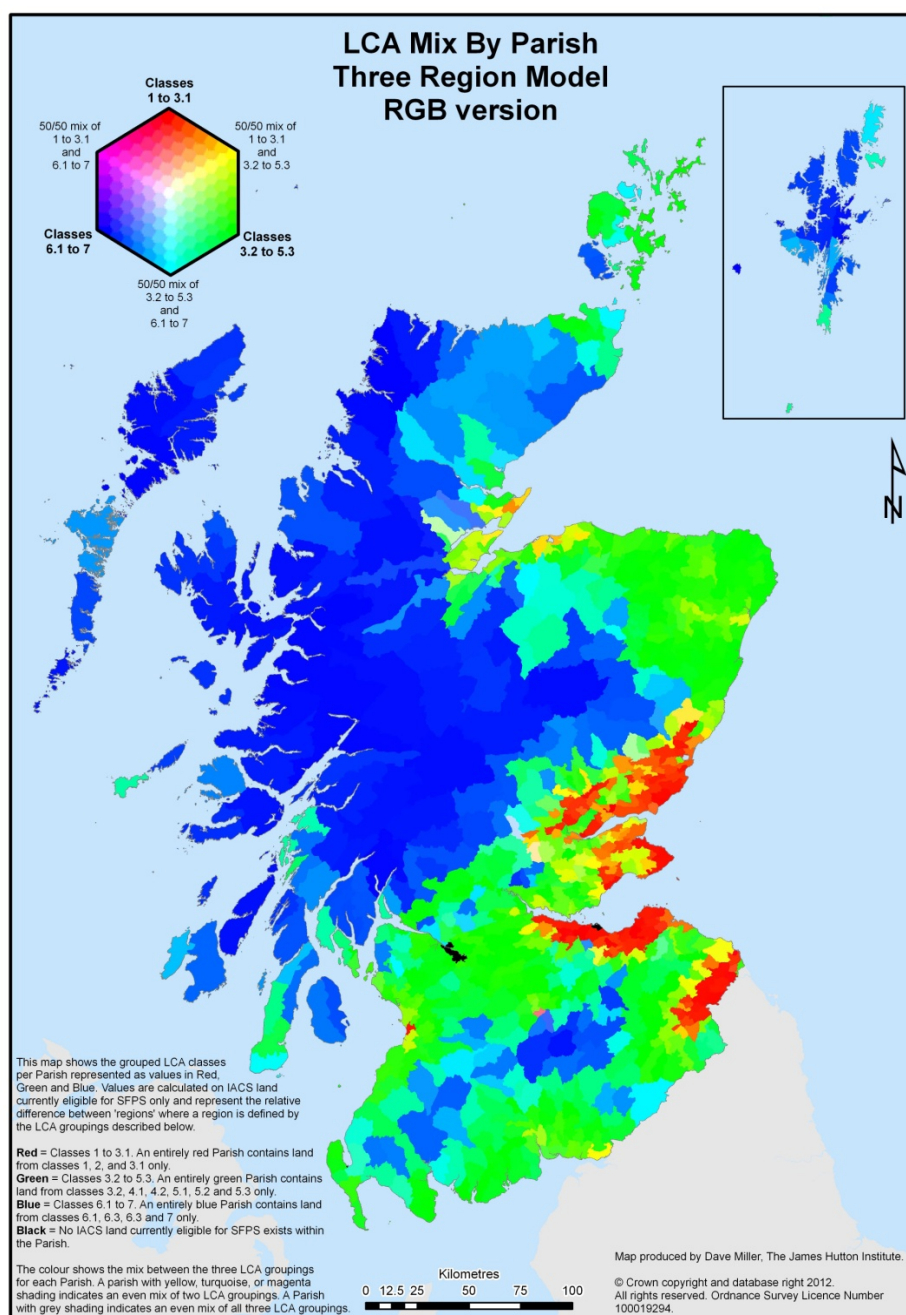 LCA Mix By Parish
Three Region Model
RGB version
Classes
1 to 3.1
50/50 mix of
1 to 3.1
and
6.1 to 7
50/50 mix of
1 to 3.1
and
3.2 to 5.3
Classes
6.1 to 7
Classes
3.2 to 5.3
50/50 mix of
3.2 to 5.3
and
6.1 to 7
N
This map shows the grouped LCA classes
per Parish represented as values in Red,
Green and Blue. Values are calculated on IACS land
currently eligible for SFPS only and represent the relative
difference between 'regions' where a region is defined by
the LCA groupings described below.
Red = Classes 1 to 3.1. An entirely red Parish contains land
from classes 1, 2, and 3.1 only.
Green = Classes 3.2 to 5.3. An entirely green Parish contains
land from classes 3.2, 4.1, 4.2, 5.1, 5.2 and 5.3 only.
Blue = Classes 6.1 to 7. An entirely blue Parish contains land
from classes 6.1, 6.3, 6.3 and 7 only.
Black = No IACS land currently eligible for SFPS exists within
the Parish.
The colour shows the mix between the three LCA groupings
for each Parish. A parish with yellow, turquoise, or magenta
shading indicates an even mix of two LCA groupings. A Parish
with grey shading indicates an even mix of all three LCA groupings.
Kilometres
0 12.5 25 50 75 100
Map produced by Dave Miller, The James Hutton Institute.
© Crown copyright and database right 2012.
All rights reserved. Ordnance Survey Licence Number
100019294.